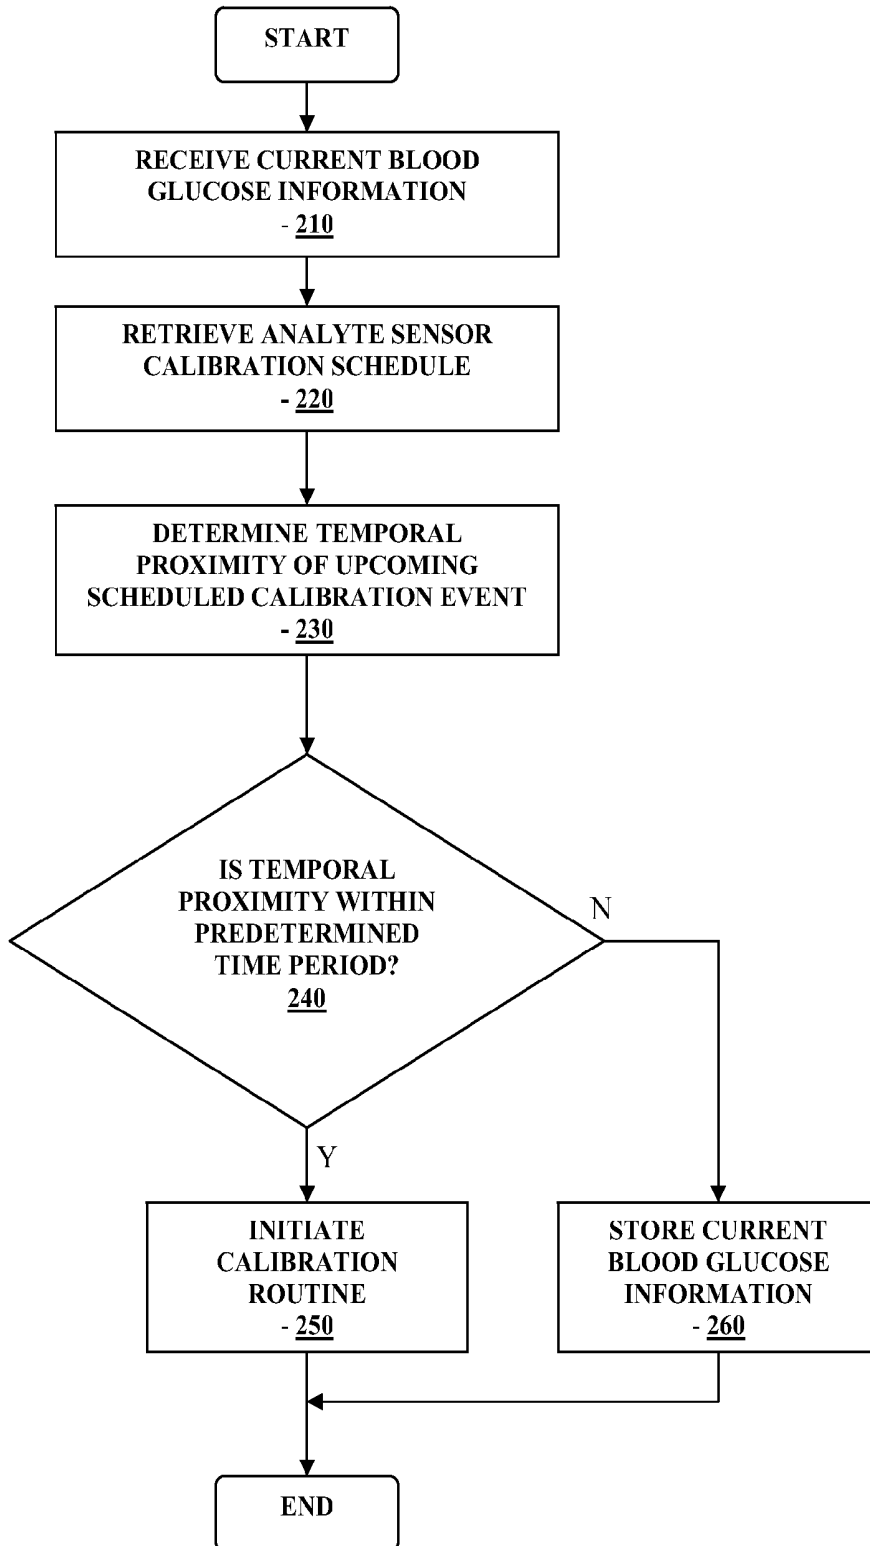 START
RECEIVE CURRENT BLOOD
GLUCOSE INFORMATION
- 210
RETRIEVE ANALYTE SENSOR
CALIBRATION SCHEDULE
- 220
DETERMINE TEMPORAL
PROXIMITY OF UPCOMING
SCHEDULED CALIBRATION EVENT
- 230
IS TEMPORAL
PROXIMITY WITHIN
PREDETERMINED
TIME PERIOD?
240
N
Y
INITIATE
CALIBRATION
ROUTINE
- 250
STORE CURRENT
BLOOD GLUCOSE
INFORMATION
- 260
END